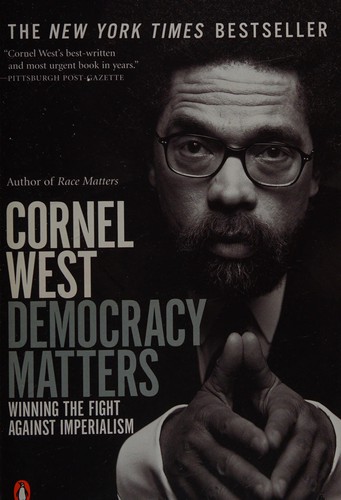 THE NEW YORK TIMES BESTSELLER
"Cornel West's best-written
and most urgent book in years."
—PITTSBURGH POST-GAZETTE
Author of Race Matters
CORNEL
WEST
DEMOCRACY
MATTERS
WINNING THE FIGHT
AGAINST IMPERIALISM